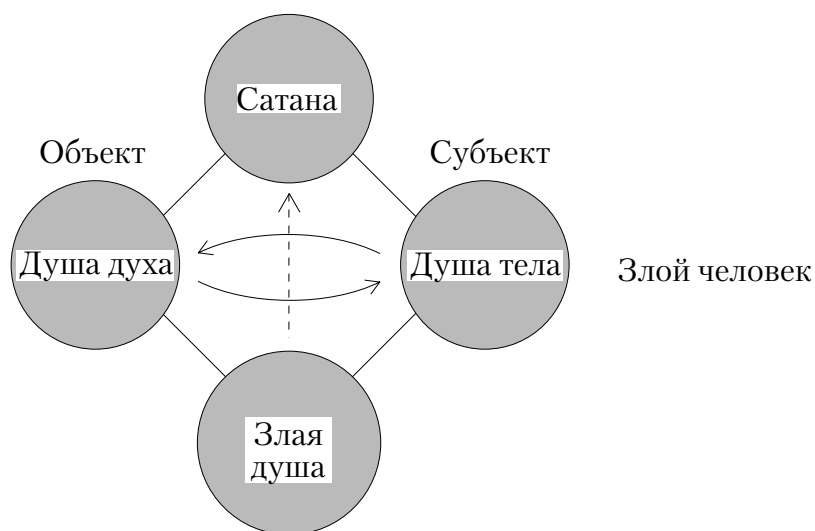 Сатана
Объект
Субъект
Душа духа
Душа тела
Злой человек
Злая
душа